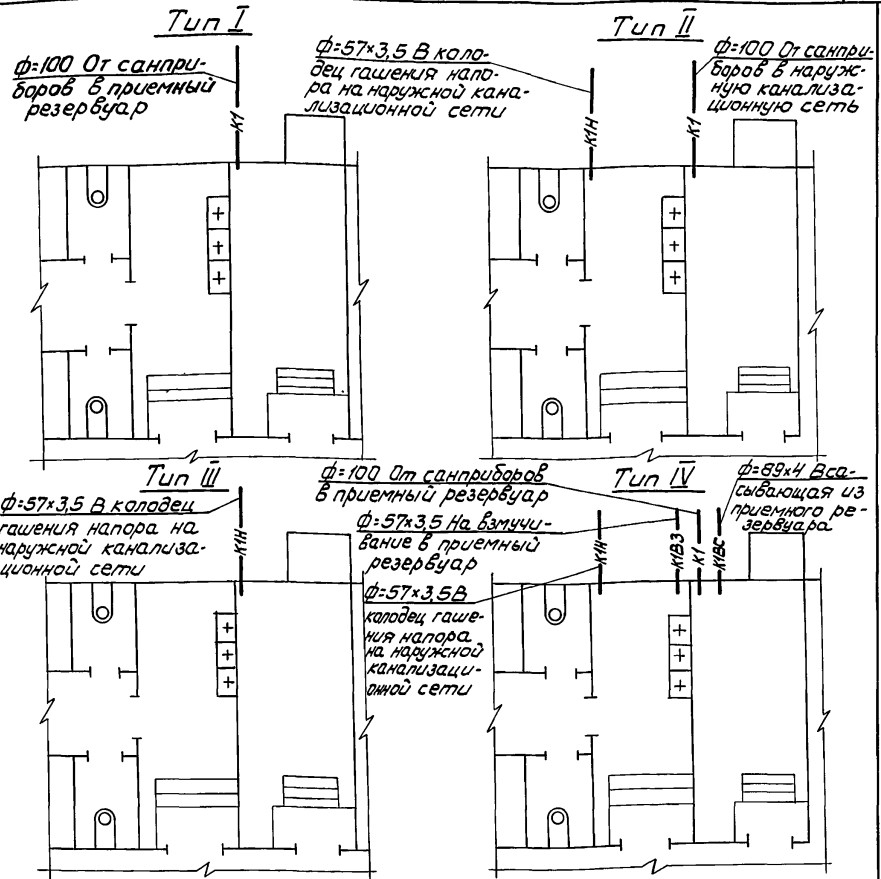 Тип I
ф=100 От санпри-
боров в приемный
резервуар
К1
ф=57×3,5 В коло-
дец гашения напо-
ра на наружной кана-
лизационной сети
К1Н
Тип II
ф=100 От санпри-
боров в наруж-
ную канализа-
ционную сеть
К1
Тип III
ф=57×3,5 В колодец
гашения напора на
наружной канализа-
ционной сети
К1Н
Тип IV
ф=100 От санприборов
в приемный резервуар
ф=57×3,5 На взмучи-
вание в приемный
резервуар
ф=57×3,5 В
колодец гаше-
ния напора
на наружной
канализаци-
онной сети
ф=89×4 Вса-
сывающая из
приемного ре-
зервуара
К1Н
К1ВЗ
К1
К1ВС